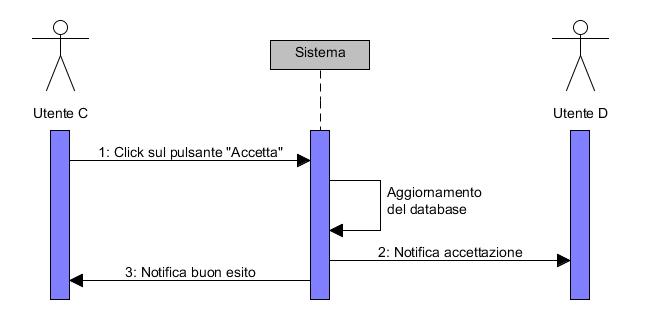 Sistema
Utente C
Utente D
1: Click sul pulsante "Accetta"
Aggiornamento
del database
2: Notifica accettazione
3: Notifica buon esito